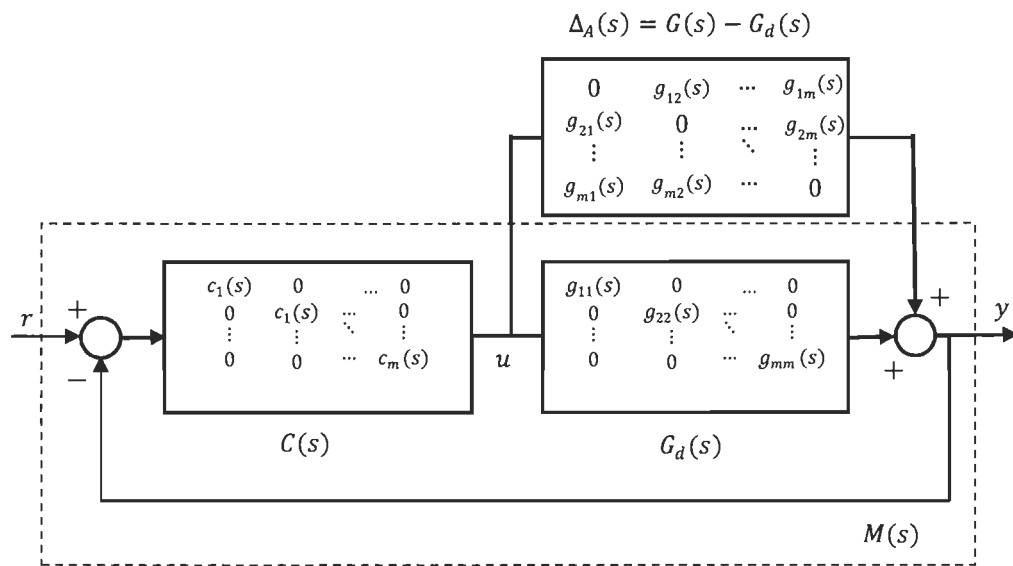 Δ_A(s) = G(s) − G_d(s)
0 g_12(s) ⋯ g_1m(s)
g_21(s) 0 ⋯ g_2m(s)
⋮ ⋮ ⋱ ⋮
g_m1(s) g_m2(s) ⋯ 0
c_1(s) 0 ⋯ 0
0 c_1(s) ⋯ 0
⋮ ⋮ ⋱ ⋮
0 0 ⋯ c_m(s)
g_11(s) 0 ⋯ 0
0 g_22(s) ⋯ 0
⋮ ⋮ ⋱ ⋮
0 0 ⋯ g_mm(s)
r
+
−
u
+
+
y
C(s)
G_d(s)
M(s)